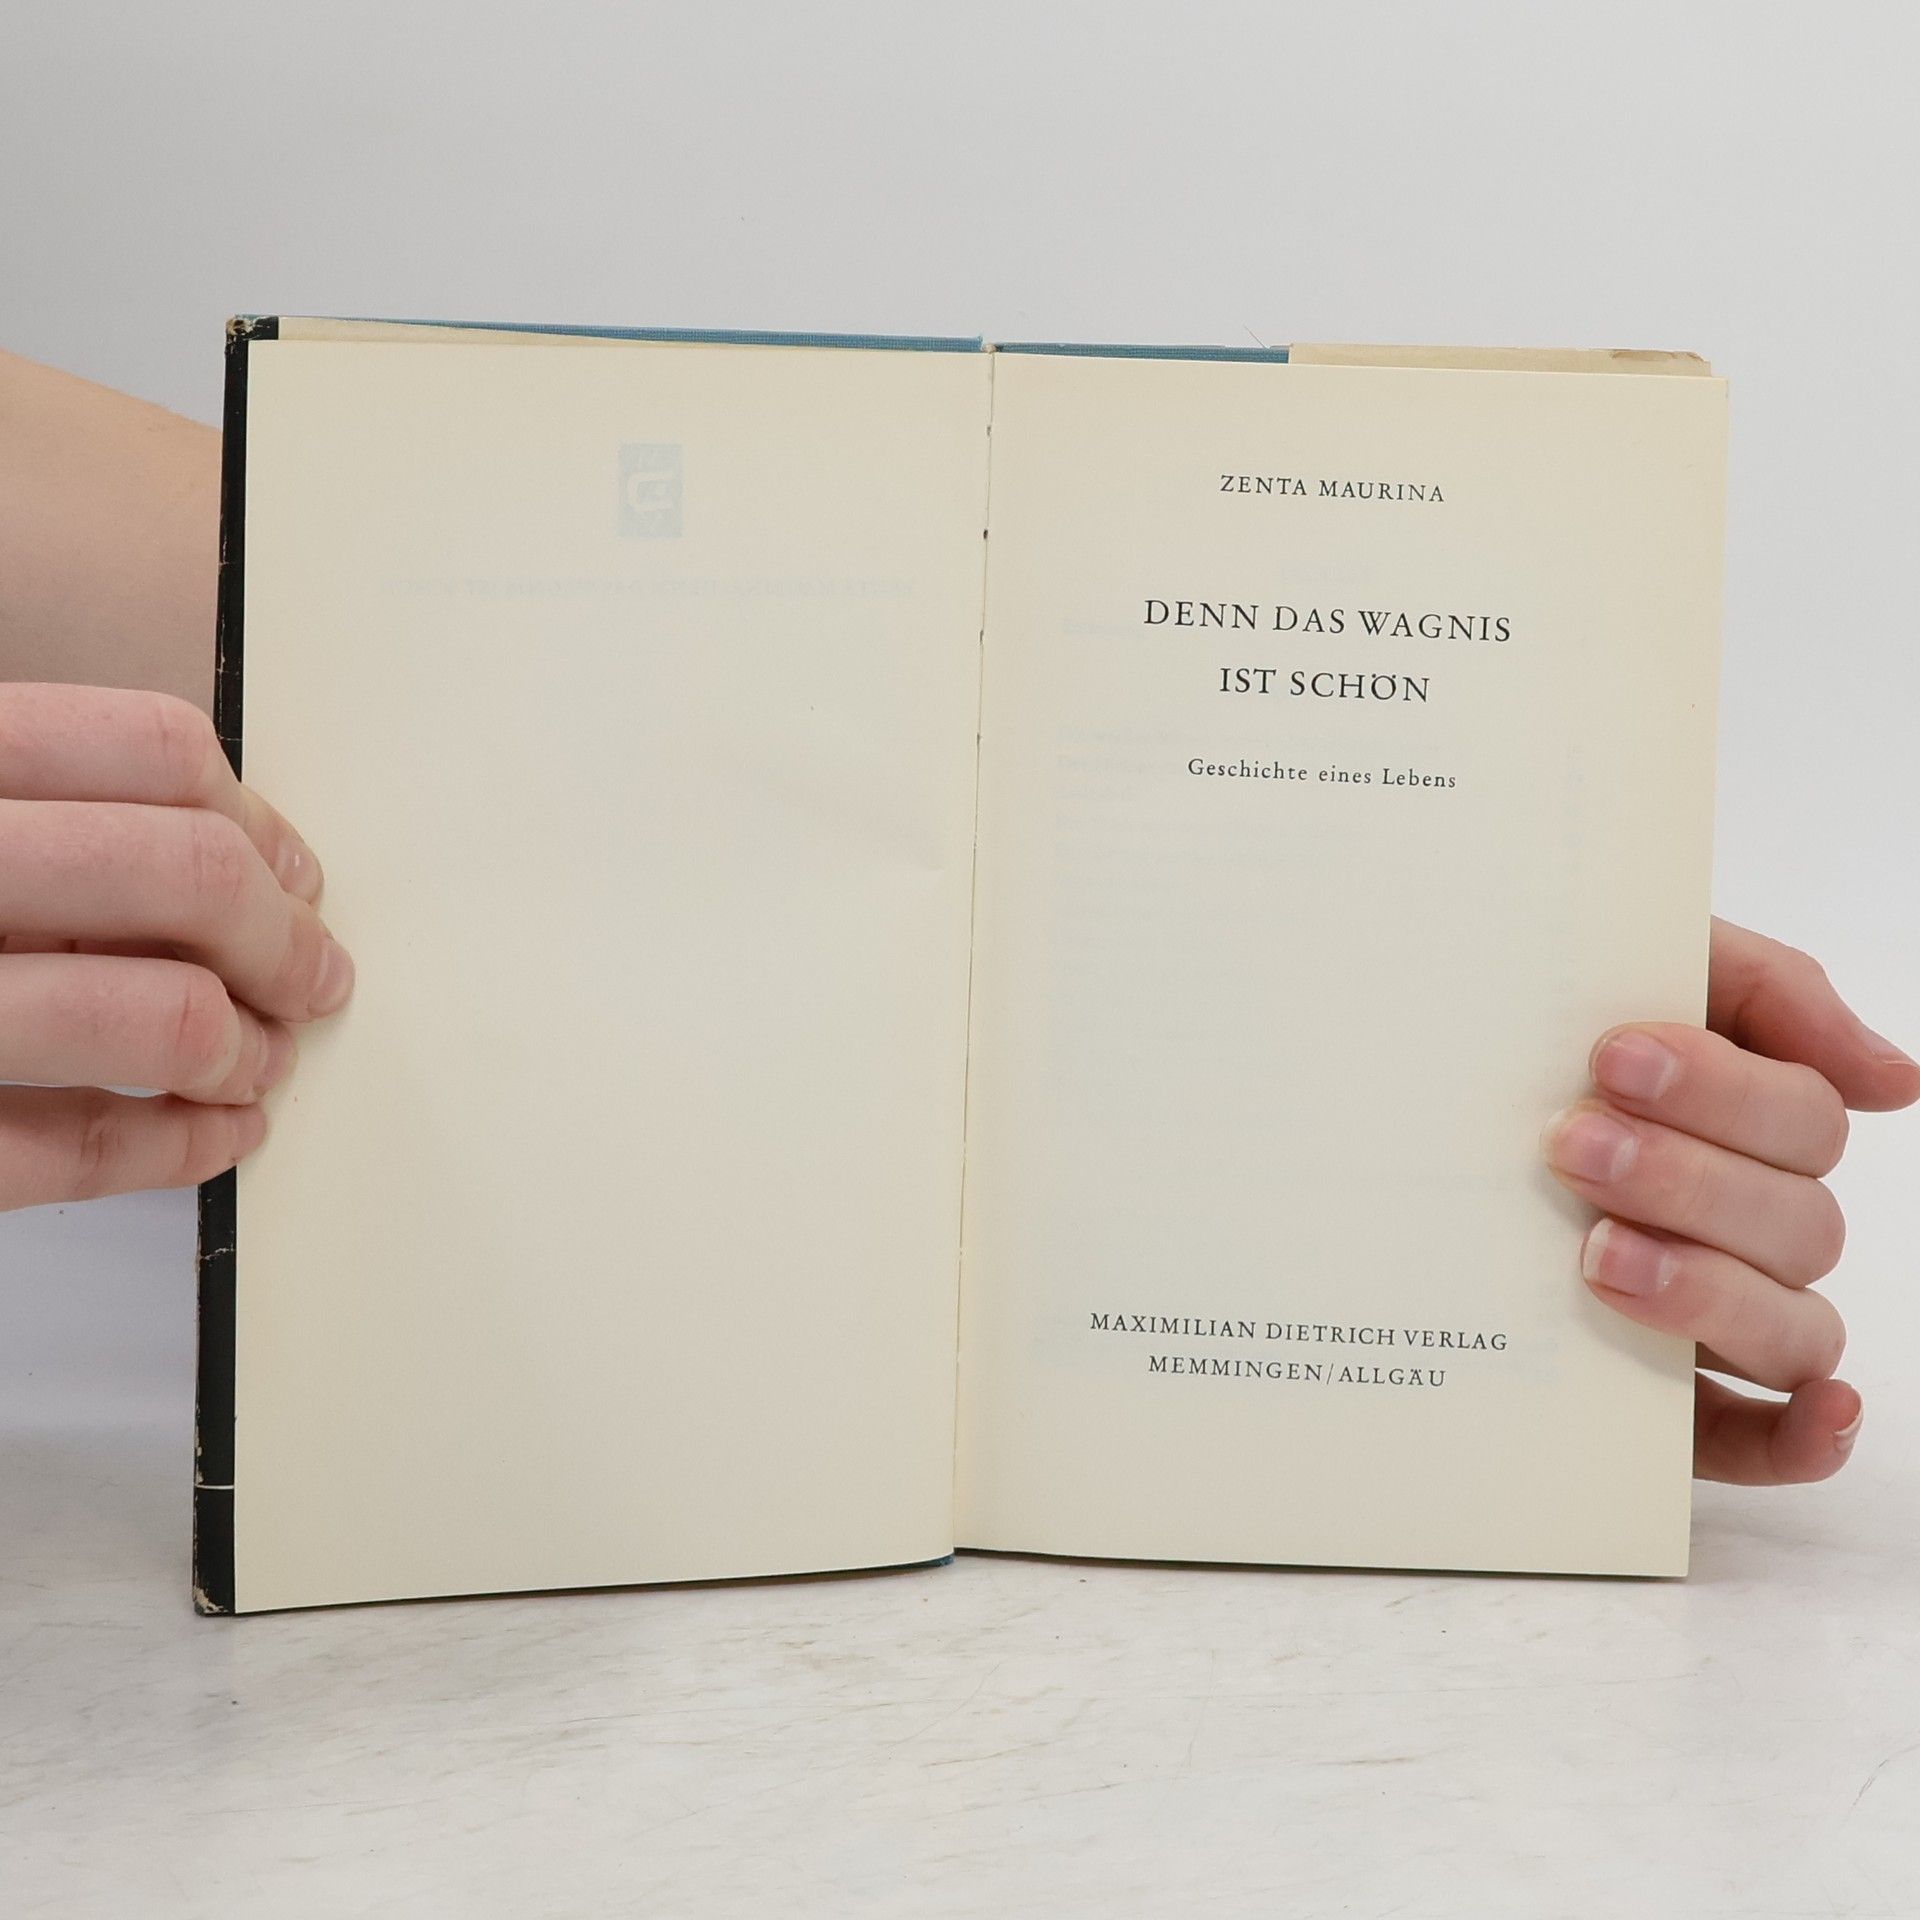 ZENTA MAURINA
DENN DAS WAGNIS
IST SCHÖN
Geschichte eines Lebens
MAXIMILIAN DIETRICH VERLAG
MEMMINGEN/ALLGÄU